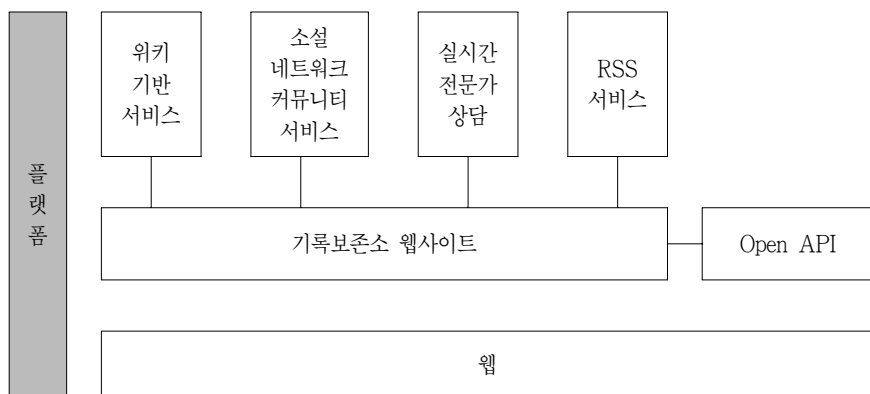 플
랫
폼
위키
기반
서비스
소설
네트워크
커뮤니티
서비스
실시간
전문가
상담
RSS
서비스
기록보존소 웹사이트
Open API
웹